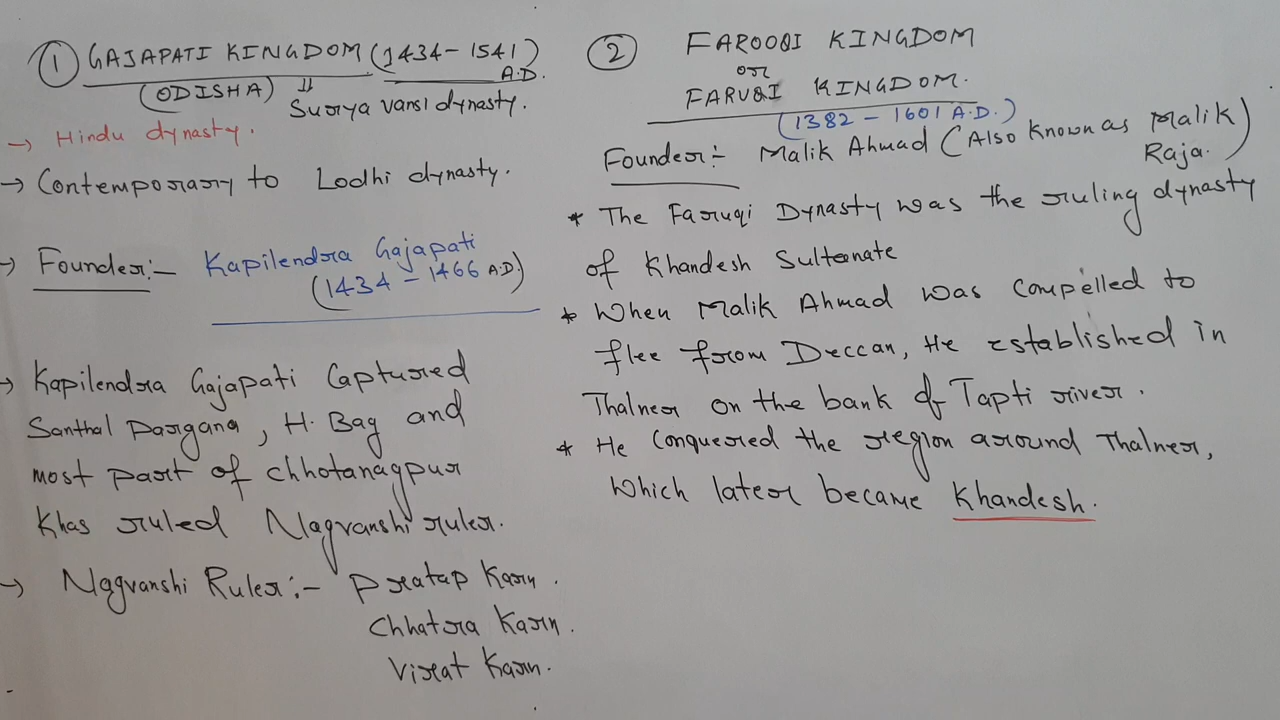 ① GAJAPATI KINGDOM (1434 - 1541) A.D.
(ODISHA) Surya vansi dynasty.
→ Hindu dynasty.
→ Contemporary to Lodhi dynasty.
→ Founder:- Kapilendra Gajapati
(1434 - 1466 A.D.)
→ Kapilendra Gajapati Captured
Santhal Pargana, H. Bag and
most part of chhotanagpur
Khas ruled Nagvanshi ruler.
→ Nagvanshi Ruler:- Pratap Karn.
Chhatra Karn.
Virat Karn.
② FAROOQI KINGDOM
or
FARUQI KINGDOM.
(1382 - 1601 A.D.)
Founder:- Malik Ahmad (Also Known as Malik
Raja.)
* The Faruqi Dynasty was the ruling dynasty
of Khandesh Sultanate
* When Malik Ahmad was compelled to
flee from Deccan, He established in
Thalner on the bank of Tapti river.
* He Conquered the region around Thalner,
Which later became Khandesh.